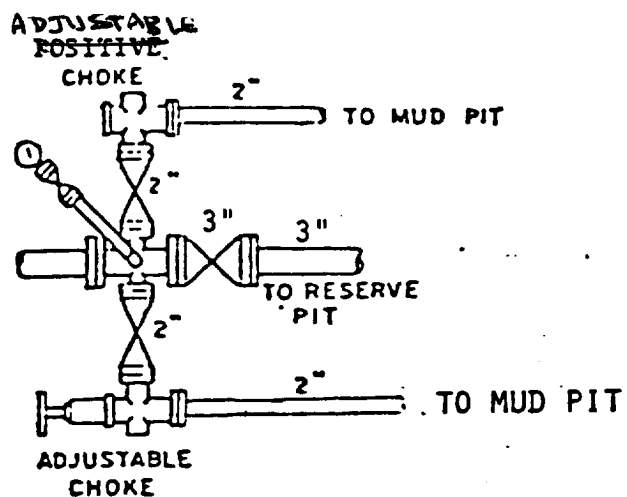 ADJUSTABLE
POSITIVE
CHOKE
2"
TO MUD PIT
2"
3"
3"
TO RESERVE
PIT
2"
2"
TO MUD PIT
ADJUSTABLE
CHOKE